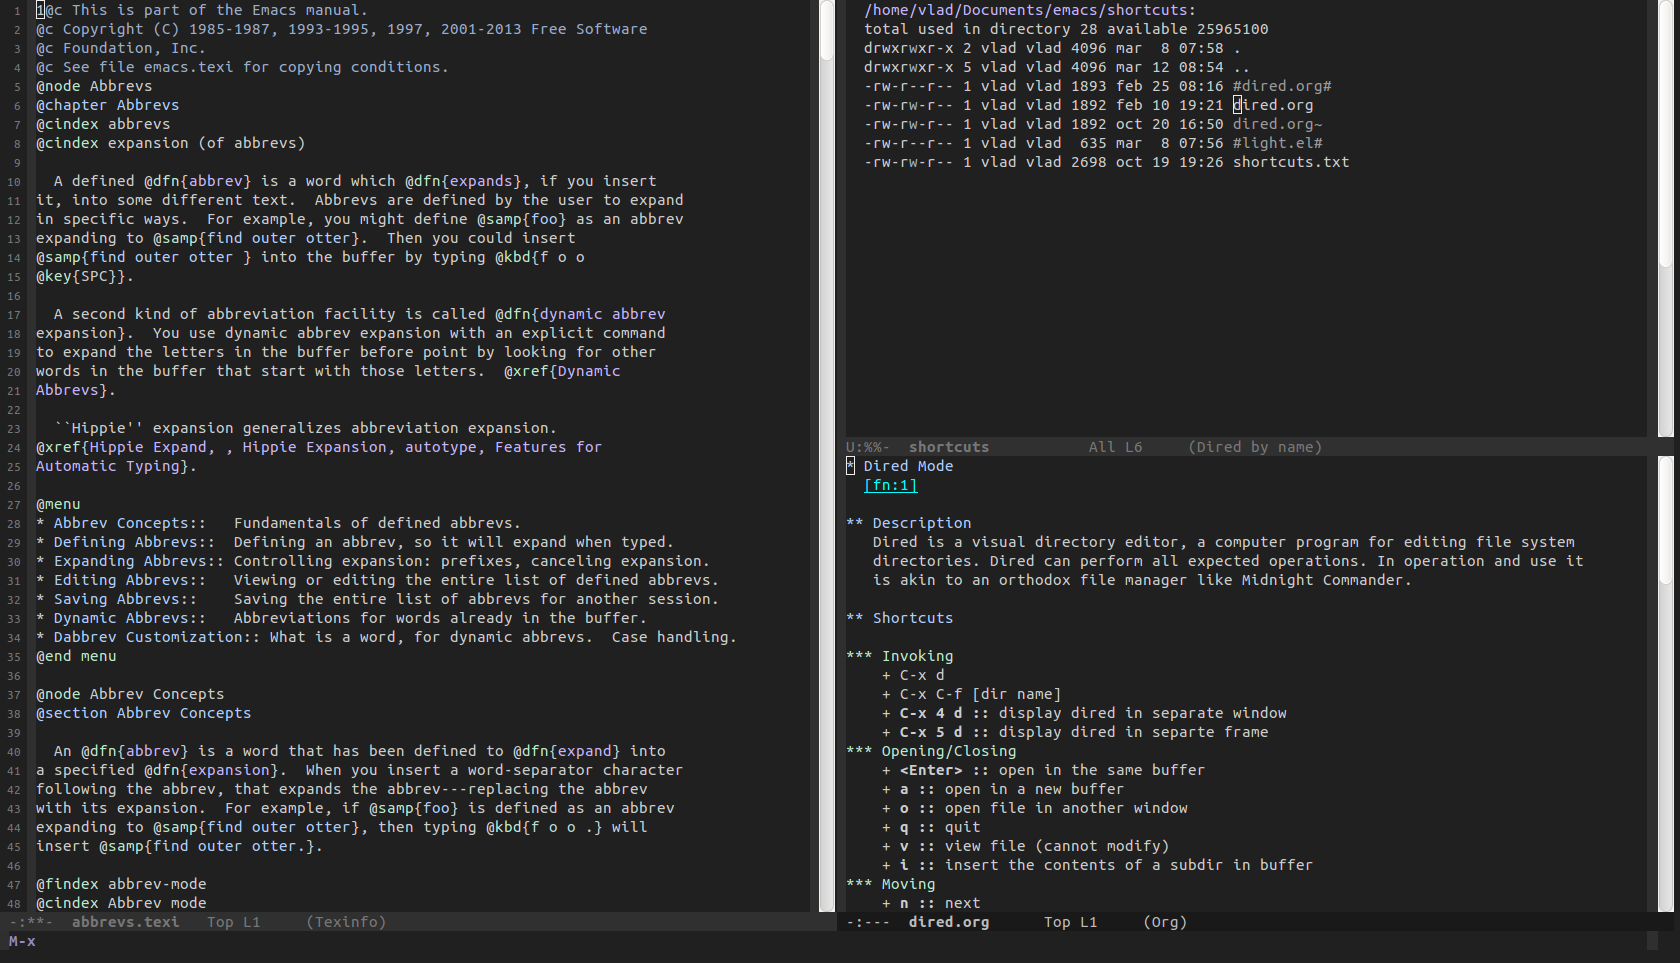 1 1@c This is part of the Emacs manual.
2 @c Copyright (C) 1985-1987, 1993-1995, 1997, 2001-2013 Free Software
3 @c Foundation, Inc.
4 @c See file emacs.texi for copying conditions.
5 @node Abbrevs
6 @chapter Abbrevs
7 @cindex abbrevs
8 @cindex expansion (of abbrevs)
9
10   A defined @dfn{abbrev} is a word which @dfn{expands}, if you insert
11 it, into some different text.  Abbrevs are defined by the user to expand
12 in specific ways.  For example, you might define @samp{foo} as an abbrev
13 expanding to @samp{find outer otter}.  Then you could insert
14 @samp{find outer otter } into the buffer by typing @kbd{f o o
15 @key{SPC}}.
16
17   A second kind of abbreviation facility is called @dfn{dynamic abbrev
18 expansion}.  You use dynamic abbrev expansion with an explicit command
19 to expand the letters in the buffer before point by looking for other
20 words in the buffer that start with those letters.  @xref{Dynamic
21 Abbrevs}.
22
23   ``Hippie'' expansion generalizes abbreviation expansion.
24 @xref{Hippie Expand, , Hippie Expansion, autotype, Features for
25 Automatic Typing}.
26
27 @menu
28 * Abbrev Concepts::   Fundamentals of defined abbrevs.
29 * Defining Abbrevs::  Defining an abbrev, so it will expand when typed.
30 * Expanding Abbrevs:: Controlling expansion: prefixes, canceling expansion.
31 * Editing Abbrevs::   Viewing or editing the entire list of defined abbrevs.
32 * Saving Abbrevs::    Saving the entire list of abbrevs for another session.
33 * Dynamic Abbrevs::   Abbreviations for words already in the buffer.
34 * Dabbrev Customization:: What is a word, for dynamic abbrevs.  Case handling.
35 @end menu
36
37 @node Abbrev Concepts
38 @section Abbrev Concepts
39
40   An @dfn{abbrev} is a word that has been defined to @dfn{expand} into
41 a specified @dfn{expansion}.  When you insert a word-separator character
42 following the abbrev, that expands the abbrev---replacing the abbrev
43 with its expansion.  For example, if @samp{foo} is defined as an abbrev
44 expanding to @samp{find outer otter}, then typing @kbd{f o o .} will
45 insert @samp{find outer otter.}.
46
47 @findex abbrev-mode
48 @cindex Abbrev mode
-:**-  abbrevs.texi   Top L1     (Texinfo)
/home/vlad/Documents/emacs/shortcuts:
total used in directory 28 available 25965100
drwxrwxr-x 2 vlad vlad 4096 mar  8 07:58 .
drwxrwxr-x 5 vlad vlad 4096 mar 12 08:54 ..
-rw-r--r-- 1 vlad vlad 1893 feb 25 08:16 #dired.org#
-rw-rw-r-- 1 vlad vlad 1892 feb 10 19:21 dired.org
-rw-rw-r-- 1 vlad vlad 1892 oct 20 16:50 dired.org~
-rw-r--r-- 1 vlad vlad  635 mar  8 07:56 #light.el#
-rw-rw-r-- 1 vlad vlad 2698 oct 19 19:26 shortcuts.txt
U:%%-  shortcuts           All L6     (Dired by name)
* Dired Mode
[fn:1]
** Description
Dired is a visual directory editor, a computer program for editing file system
directories. Dired can perform all expected operations. In operation and use it
is akin to an orthodox file manager like Midnight Commander.
** Shortcuts
*** Invoking
+ C-x d
+ C-x C-f [dir name]
+ C-x 4 d :: display dired in separate window
+ C-x 5 d :: display dired in separte frame
*** Opening/Closing
+ <Enter> :: open in the same buffer
+ a :: open in a new buffer
+ o :: open file in another window
+ q :: quit
+ v :: view file (cannot modify)
+ i :: insert the contents of a subdir in buffer
*** Moving
+ n :: next
-:---  dired.org      Top L1     (Org)
M-x